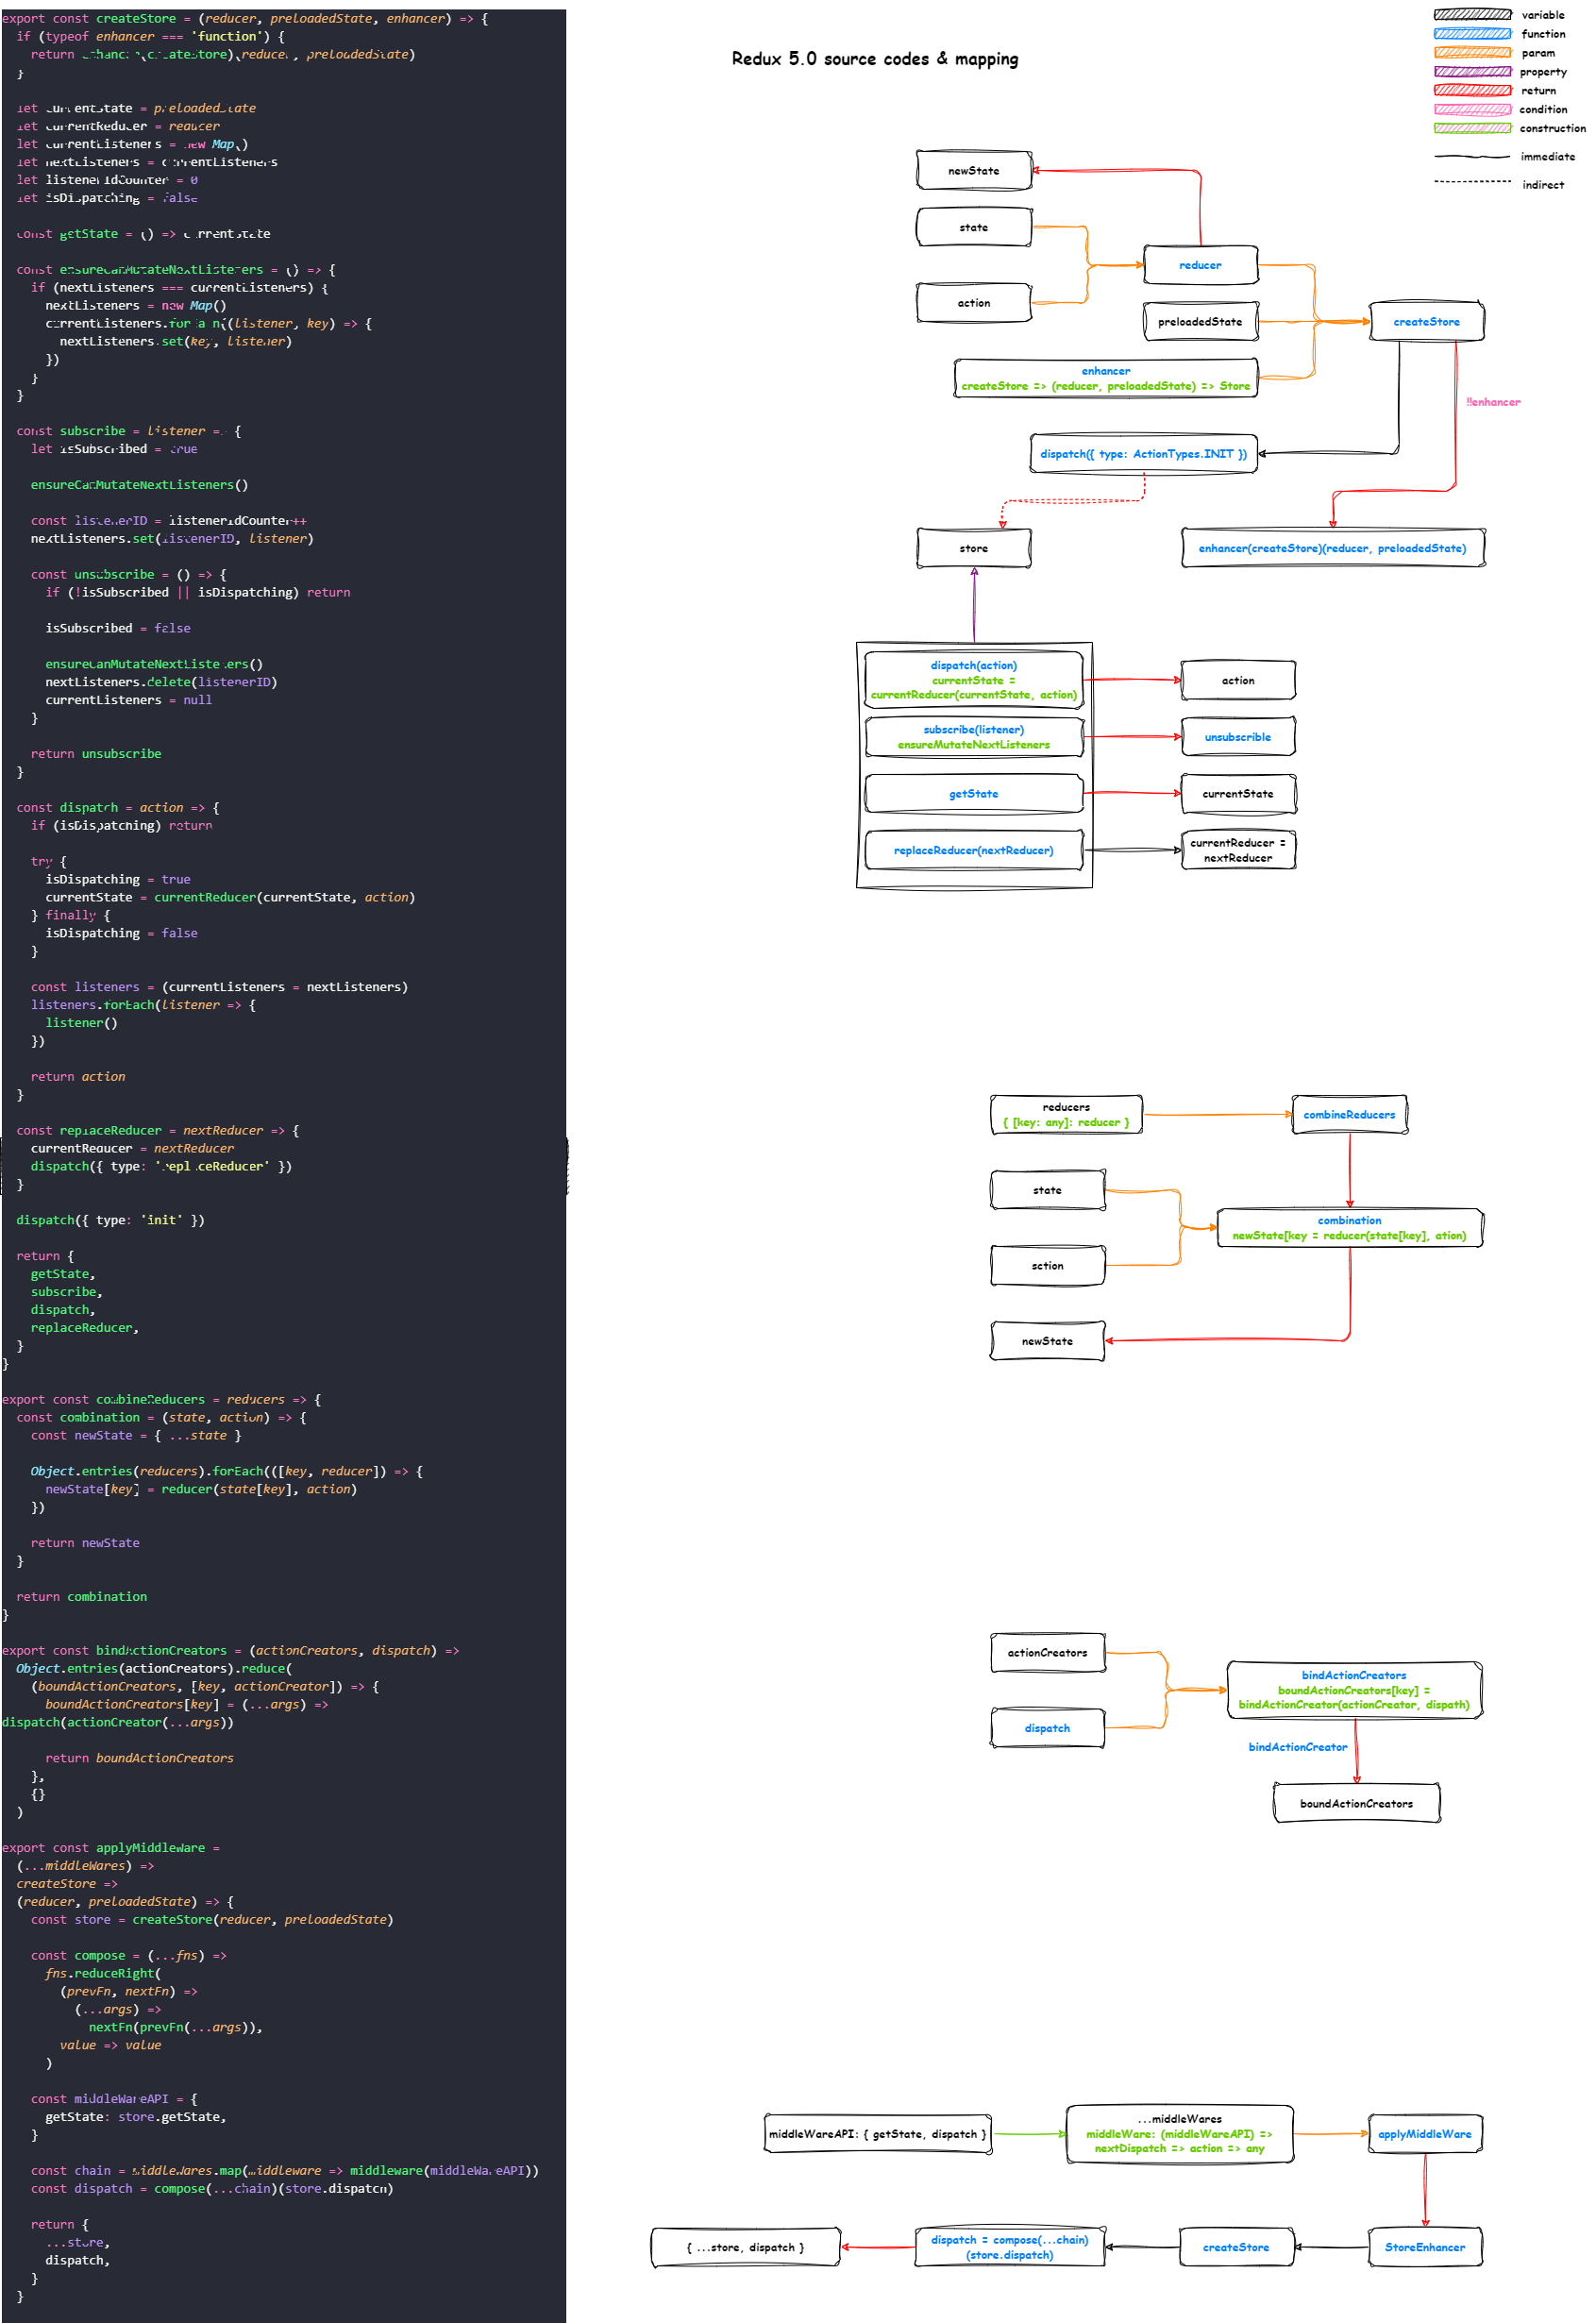 export const createStore = (reducer, preloadedState, enhancer) => {
if (typeof enhancer === 'function') {
return enhancer(createStore)(reducer, preloadedState)
}
let currentState = preloadedState
let currentReducer = reducer
let currentListeners = new Map()
let nextListeners = currentListeners
let listenerIdCounter = 0
let isDispatching = false
const getState = () => currentState
const ensureCanMutateNextListeners = () => {
if (nextListeners === currentListeners) {
nextListeners = new Map()
currentListeners.forEach((listener, key) => {
nextListeners.set(key, listener)
})
}
}
const subscribe = listener => {
let isSubscribed = true
ensureCanMutateNextListeners()
const listenerID = listenerIdCounter++
nextListeners.set(listenerID, listener)
const unsubscribe = () => {
if (!isSubscribed || isDispatching) return
isSubscribed = false
ensureCanMutateNextListeners()
nextListeners.delete(listenerID)
currentListeners = null
}
return unsubscribe
}
const dispatch = action => {
if (isDispatching) return
try {
isDispatching = true
currentState = currentReducer(currentState, action)
} finally {
isDispatching = false
}
const listeners = (currentListeners = nextListeners)
listeners.forEach(listener => {
listener()
})
return action
}
const replaceReducer = nextReducer => {
currentReducer = nextReducer
dispatch({ type: 'replaceReducer' })
}
dispatch({ type: 'init' })
return {
getState,
subscribe,
dispatch,
replaceReducer,
}
}
export const combineReducers = reducers => {
const combination = (state, action) => {
const newState = { ...state }
Object.entries(reducers).forEach(([key, reducer]) => {
newState[key] = reducer(state[key], action)
})
return newState
}
return combination
}
export const bindActionCreators = (actionCreators, dispatch) =>
Object.entries(actionCreators).reduce(
(boundActionCreators, [key, actionCreator]) => {
boundActionCreators[key] = (...args) =>
dispatch(actionCreator(...args))
return boundActionCreators
},
{}
)
export const applyMiddleWare =
(...middleWares) =>
createStore =>
(reducer, preloadedState) => {
const store = createStore(reducer, preloadedState)
const compose = (...fns) =>
fns.reduceRight(
(prevFn, nextFn) =>
(...args) =>
nextFn(prevFn(...args)),
value => value
)
const middleWareAPI = {
getState: store.getState,
}
const chain = middleWares.map(middleware => middleware(middleWareAPI))
const dispatch = compose(...chain)(store.dispatch)
return {
...store,
dispatch,
}
}
Redux 5.0 source codes & mapping
variable
function
param
property
return
condition
construction
immediate
indirect
newState
state
action
reducer
preloadedState
createStore
enhancer
createStore => (reducer, preloadedState) => Store
!!enhancer
dispatch({ type: ActionTypes.INIT })
store
enhancer(createStore)(reducer, preloadedState)
dispatch(action)
currentState =
currentReducer(currentState, action)
action
subscribe(listener)
ensureMutateNextListeners
unsubscrible
getState
currentState
replaceReducer(nextReducer)
currentReducer =
nextReducer
reducers
{ [key: any]: reducer }
combineReducers
state
combination
newState[key = reducer(state[key], ation)
sction
newState
actionCreators
bindActionCreators
boundActionCreators[key] =
bindActionCreator(actionCreator, dispath)
dispatch
bindActionCreator
boundActionCreators
middleWareAPI: { getState, dispatch }
...middleWares
middleWare: (middleWareAPI) =>
nextDispatch => action => any
applyMiddleWare
{ ...store, dispatch }
dispatch = compose(...chain)
(store.dispatch)
createStore
StoreEnhancer